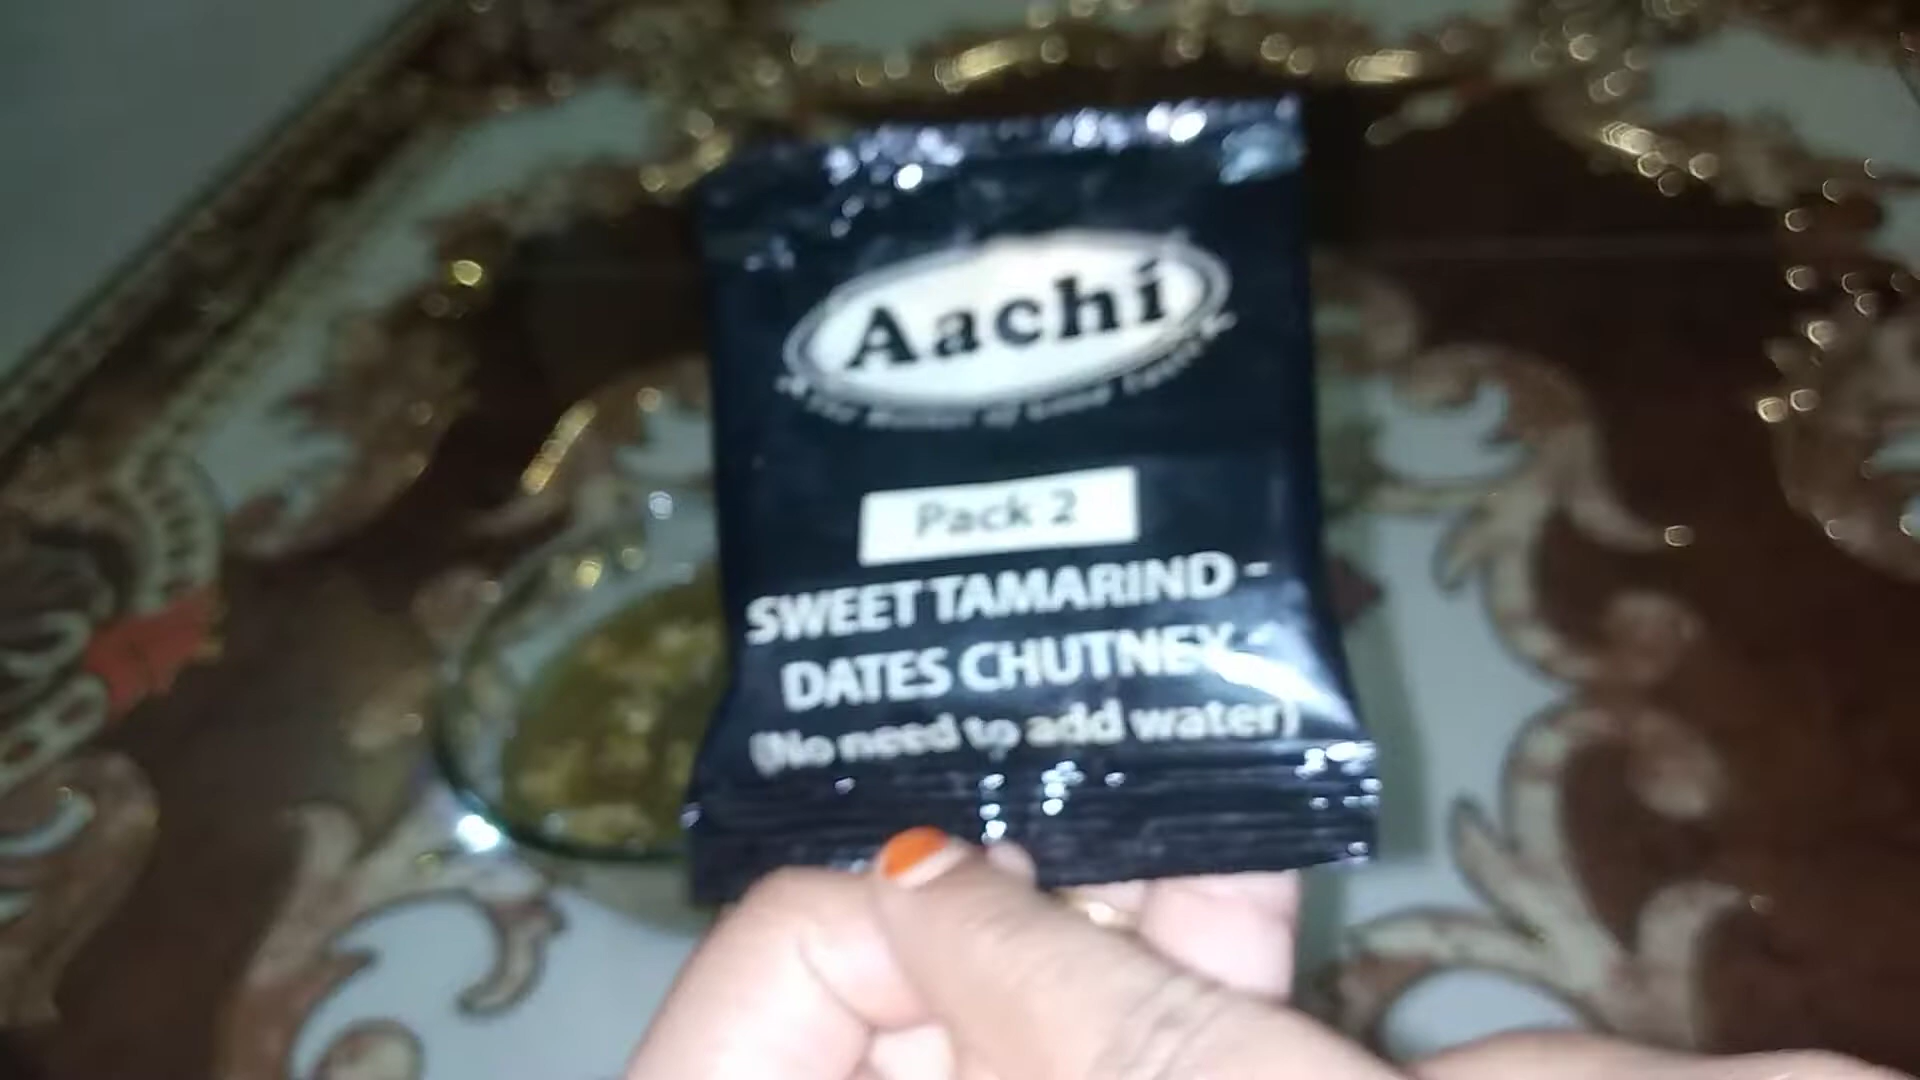 Aachi
Pack 2
SWEET TAMARIND -
DATES CHUTNEY -
(No need to add water)